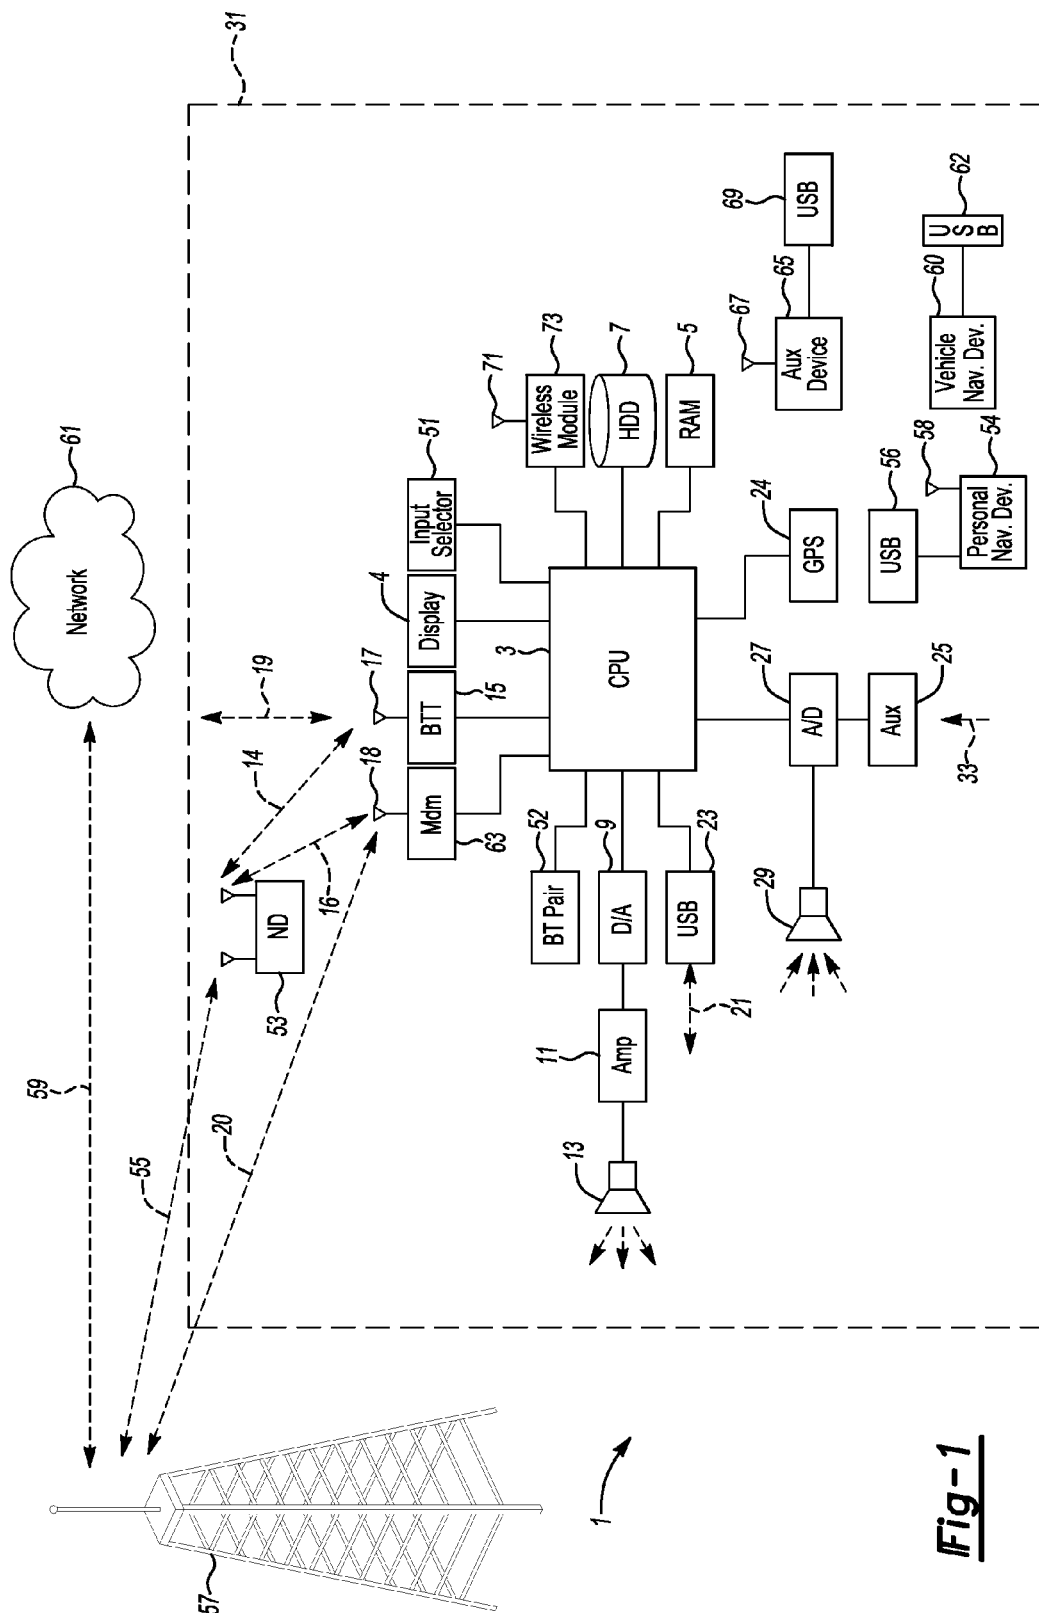 31
61
Network
59
55
20
57
1
19
14
16
ND
53
17
18
Mdm
63
BTT
15
Display
4
Input
Selector
51
71
Wireless
Module
73
HDD
7
RAM
5
CPU
3
BT Pair
52
D/A
9
USB
23
21
Amp
11
13
GPS
24
A/D
27
Aux
25
33
29
67
Aux
Device
65
USB
69
USB
56
58
Personal
Nav. Dev.
54
Vehicle
Nav. Dev.
60
USB
62
Fig-1